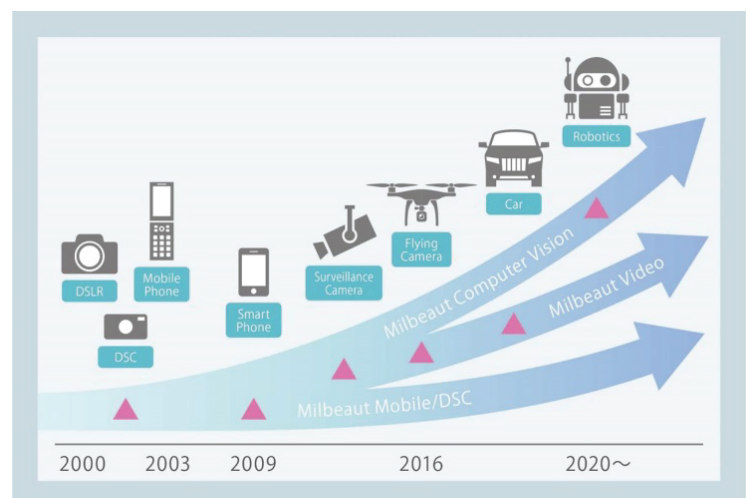 Robotics
Car
Flying
Camera
Mobile
Phone
DSLR
Surveillance
Camera
Smart
Phone
DSC
Milbeaut Computer Vision
Milbeaut Video
Milbeaut Mobile/DSC
2000
2003
2009
2016
2020～